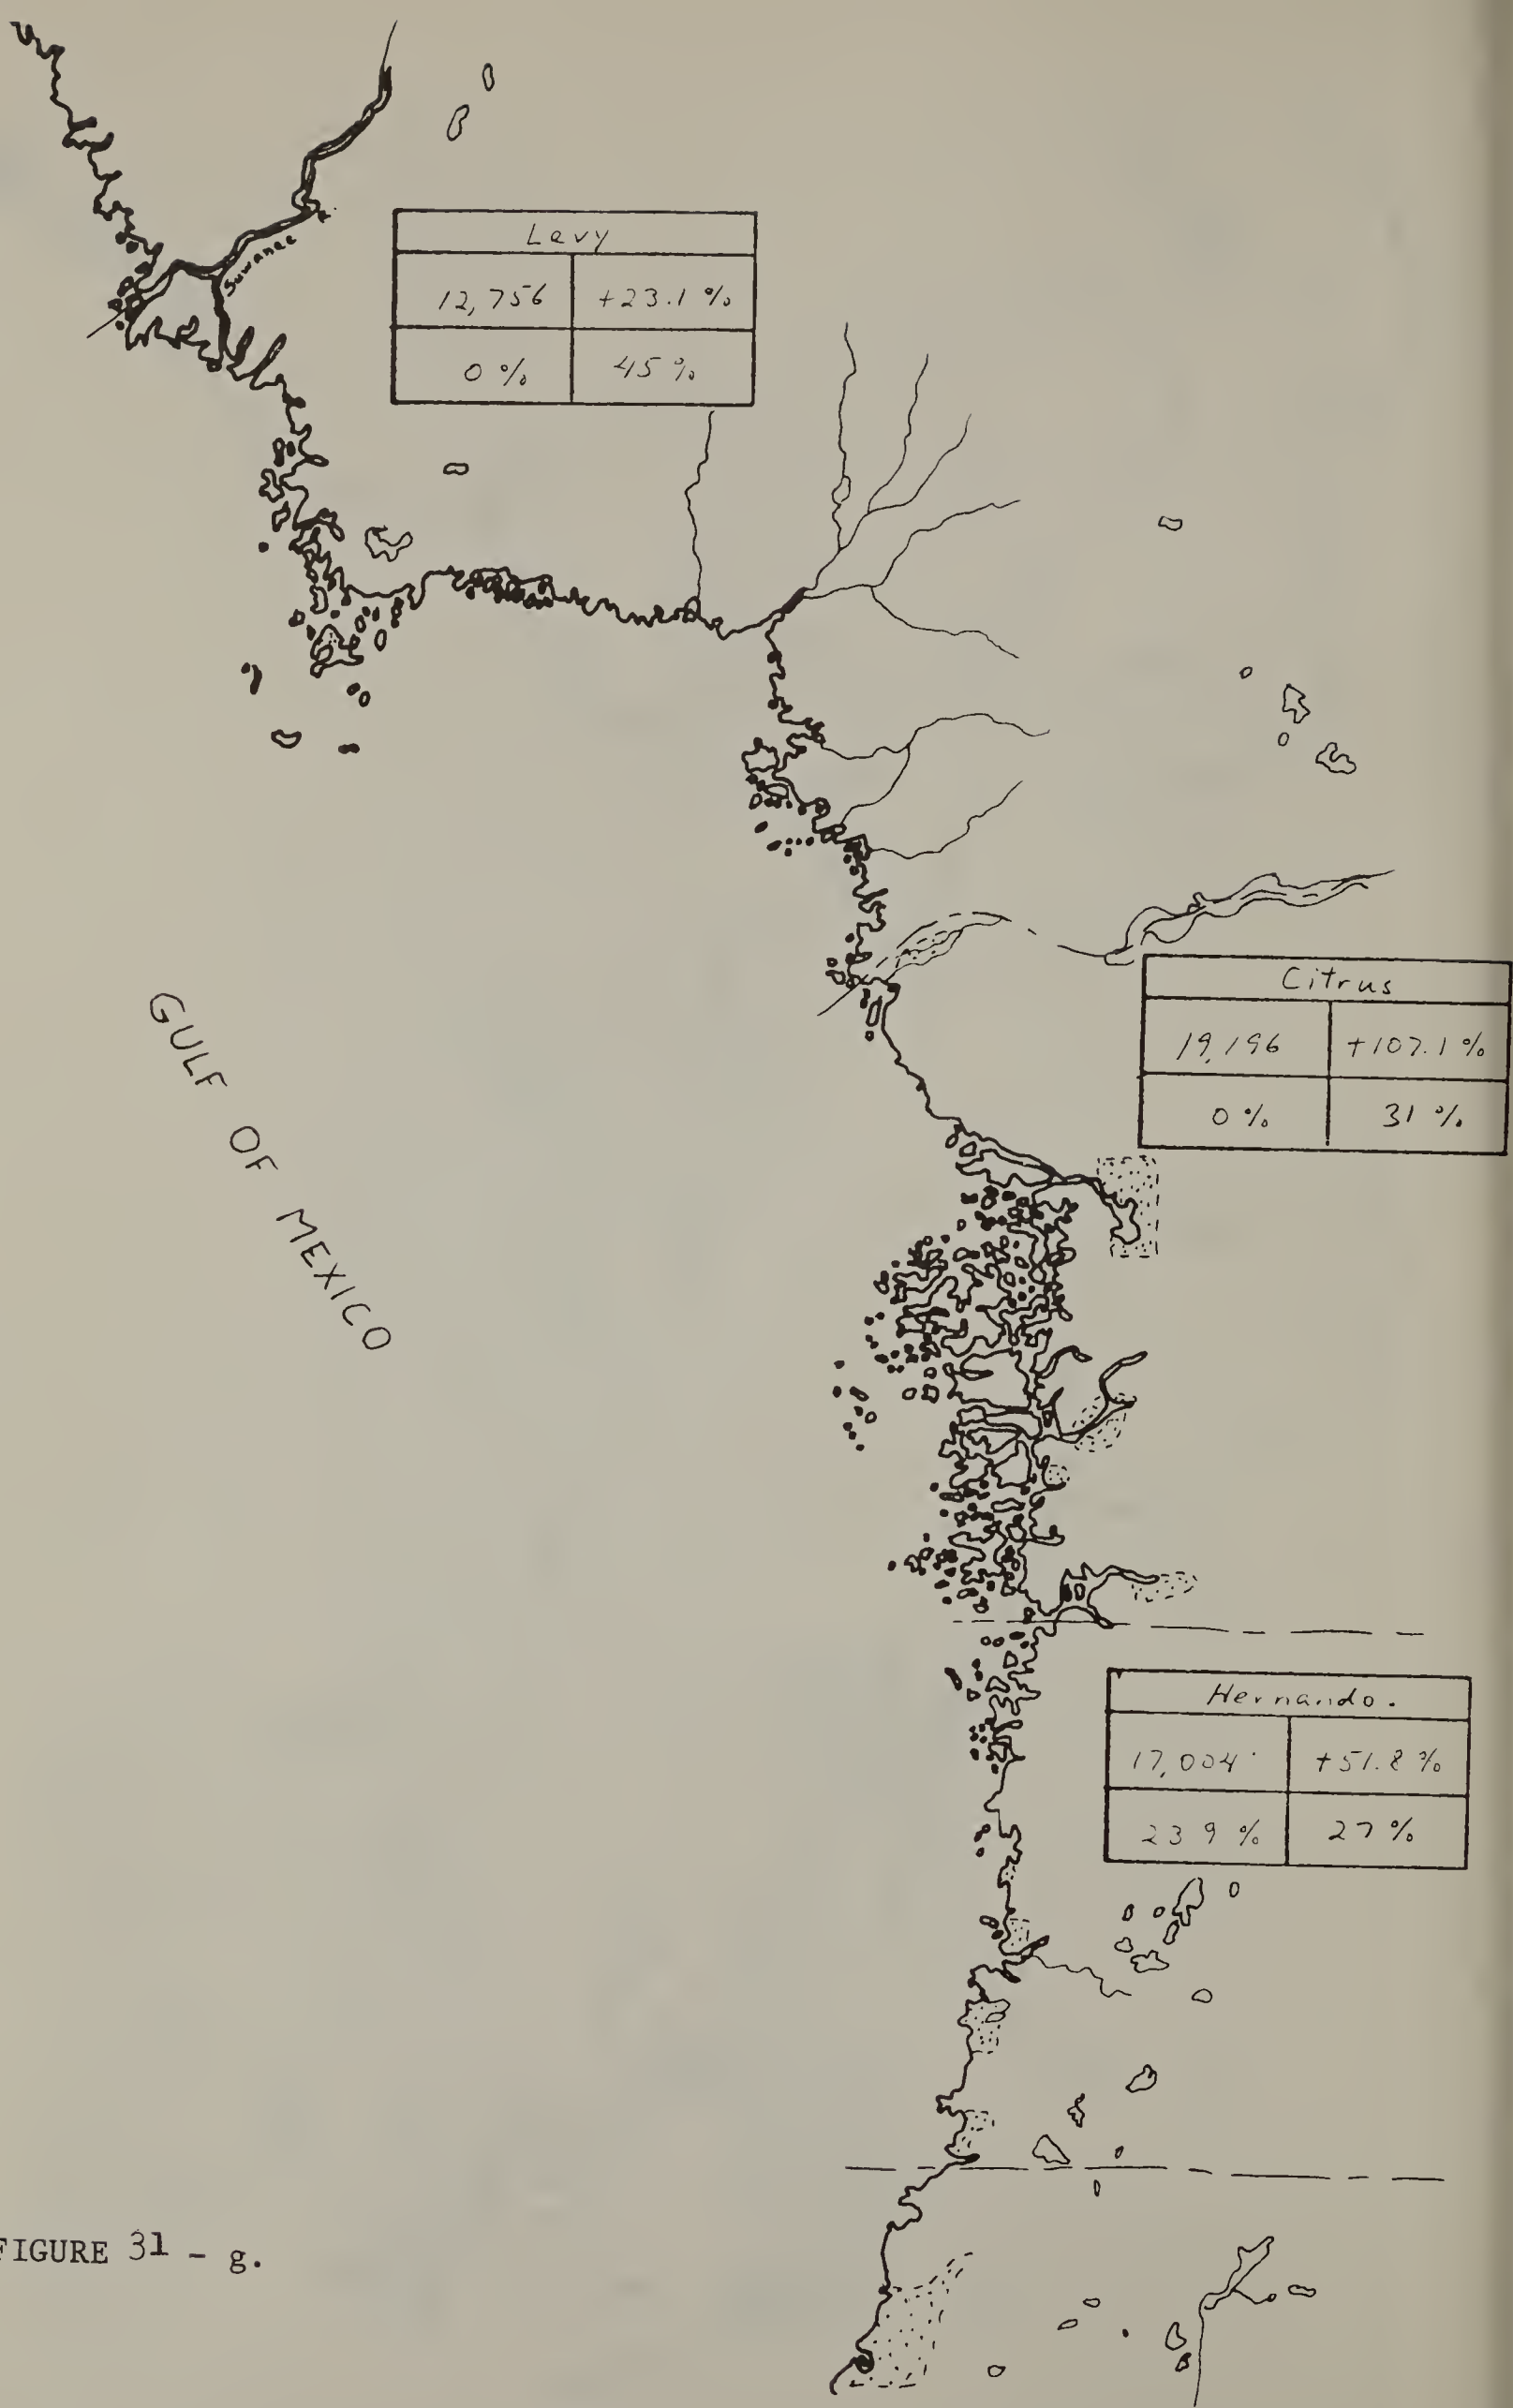 Suwanee R.
Levy
12,756 +23.1 %
0 % 45 %
Citrus
19,196 +107.1 %
0 % 31 %
GULF OF MEXICO
Hernando.
17,004 +51.8 %
23 9 % 27 %
FIGURE 31 - g.